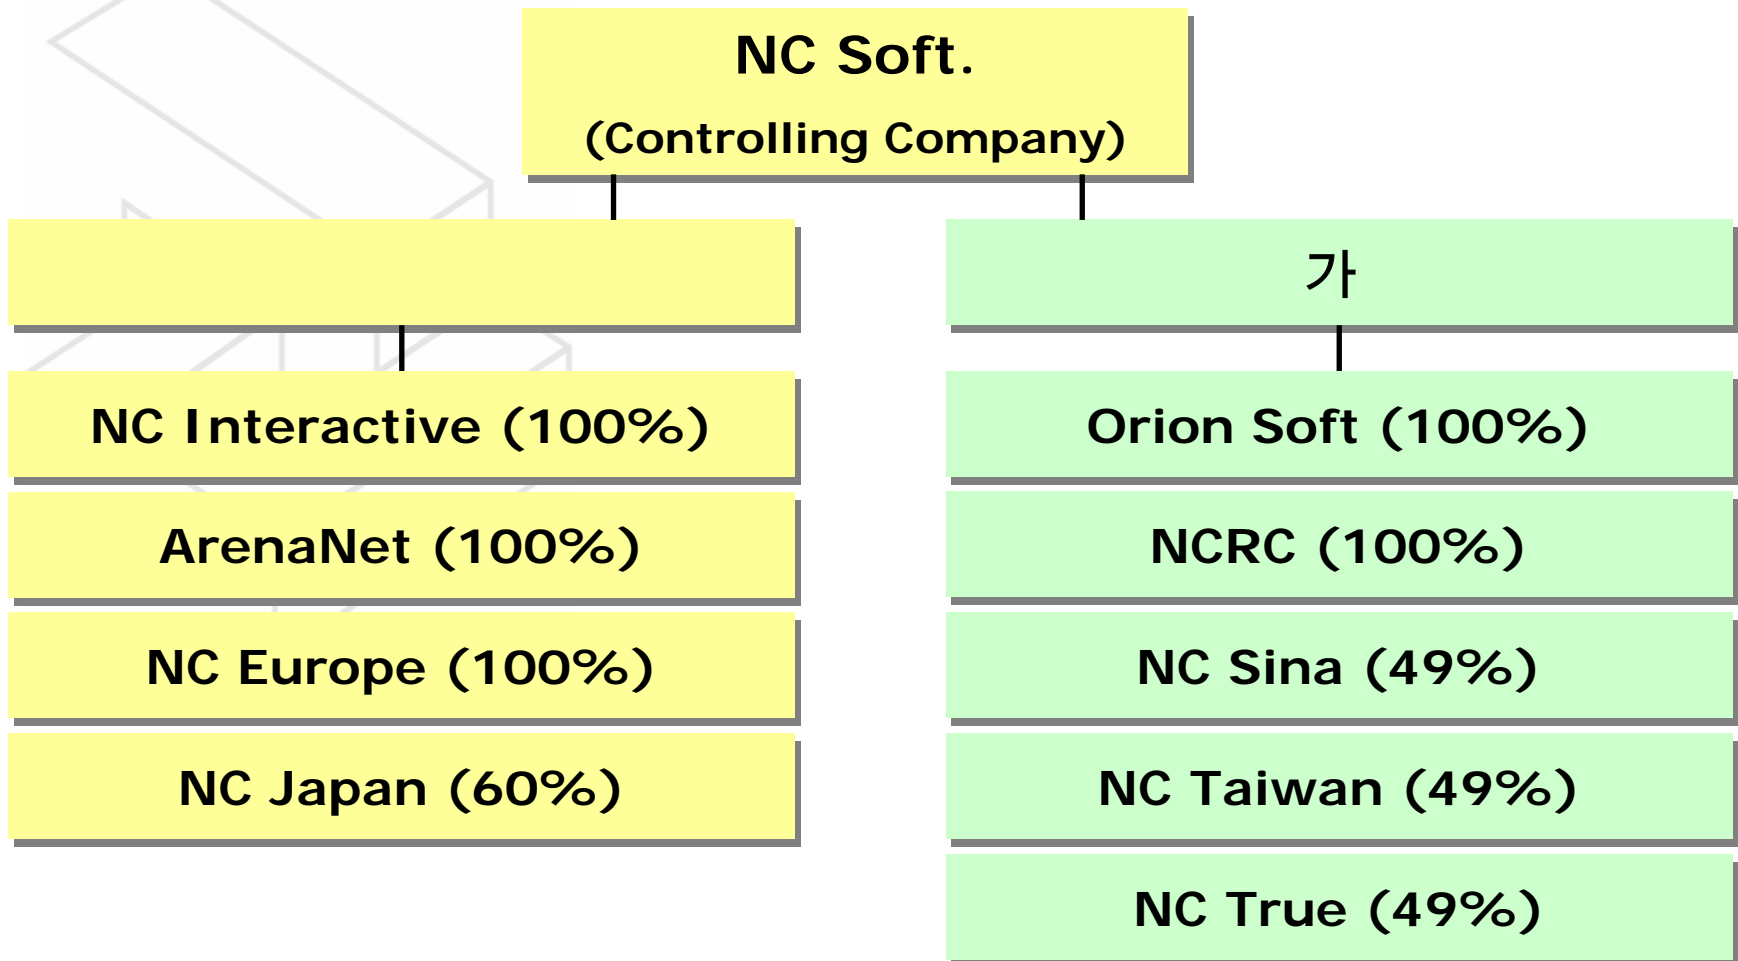 NC Soft.
(Controlling Company)
가
NC Interactive (100%)
ArenaNet (100%)
NC Europe (100%)
NC Japan (60%)
Orion Soft (100%)
NCRC (100%)
NC Sina (49%)
NC Taiwan (49%)
NC True (49%)